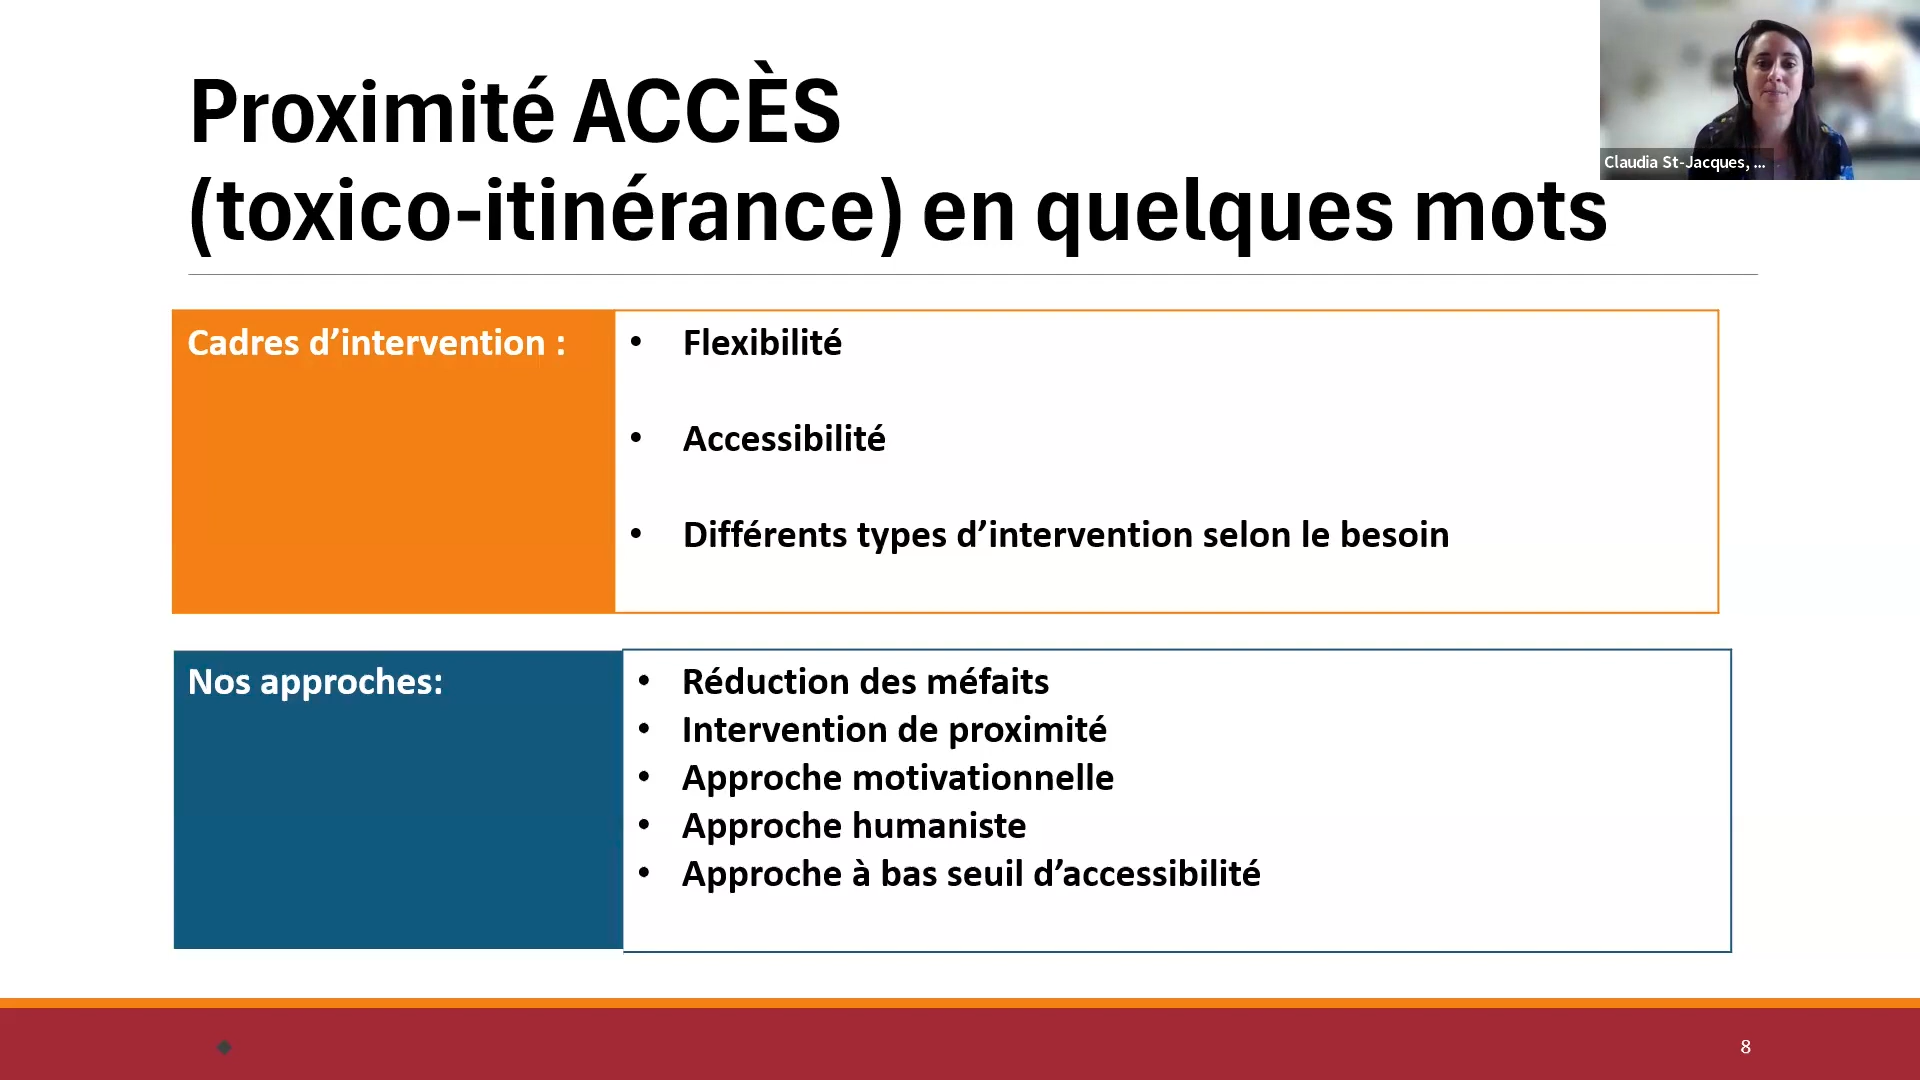 Proximité ACCÈS
(toxico-itinérance) en quelques mots
Claudia St-Jacques, ...
Cadres d’intervention :
• Flexibilité
• Accessibilité
• Différents types d’intervention selon le besoin
Nos approches:
• Réduction des méfaits
• Intervention de proximité
• Approche motivationnelle
• Approche humaniste
• Approche à bas seuil d’accessibilité
8